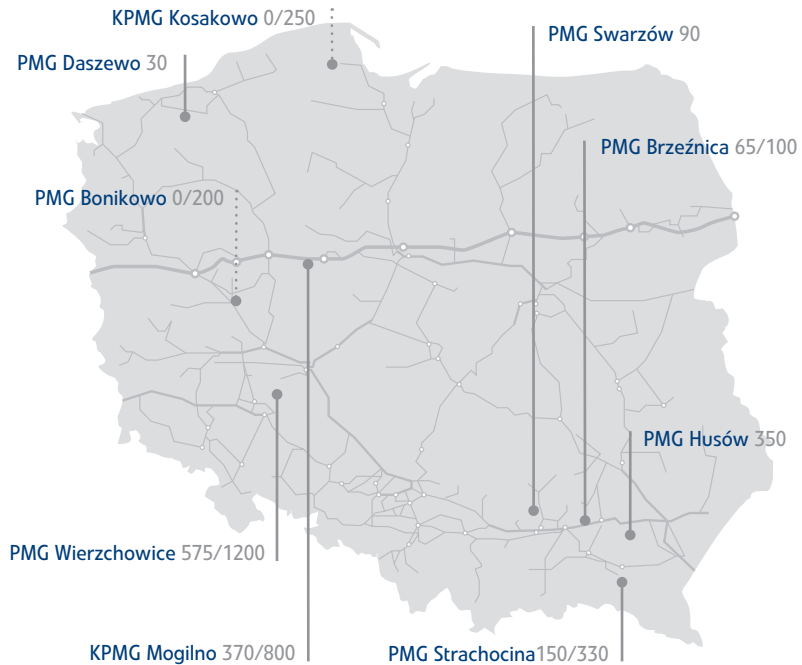 KPMG Kosakowo 0/250
PMG Swarzów 90
PMG Daszewo 30
PMG Brzeźnica 65/100
PMG Bonikowo 0/200
PMG Husów 350
PMG Wierzchowice 575/1200
KPMG Mogilno 370/800
PMG Strachocina150/330